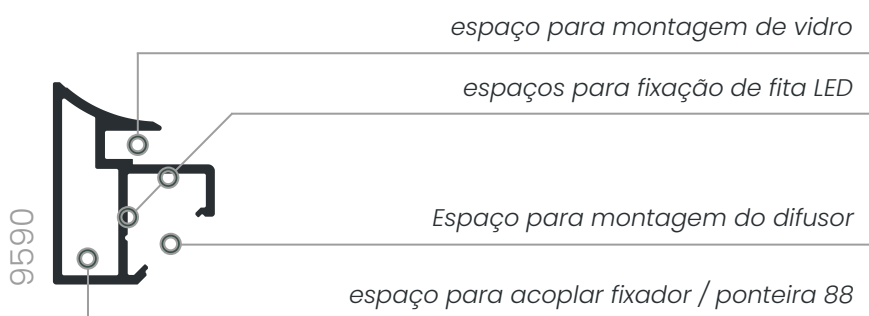 espaço para montagem de vidro
espaços para fixação de fita LED
Espaço para montagem do difusor
espaço para acoplar fixador / ponteira 88
9590